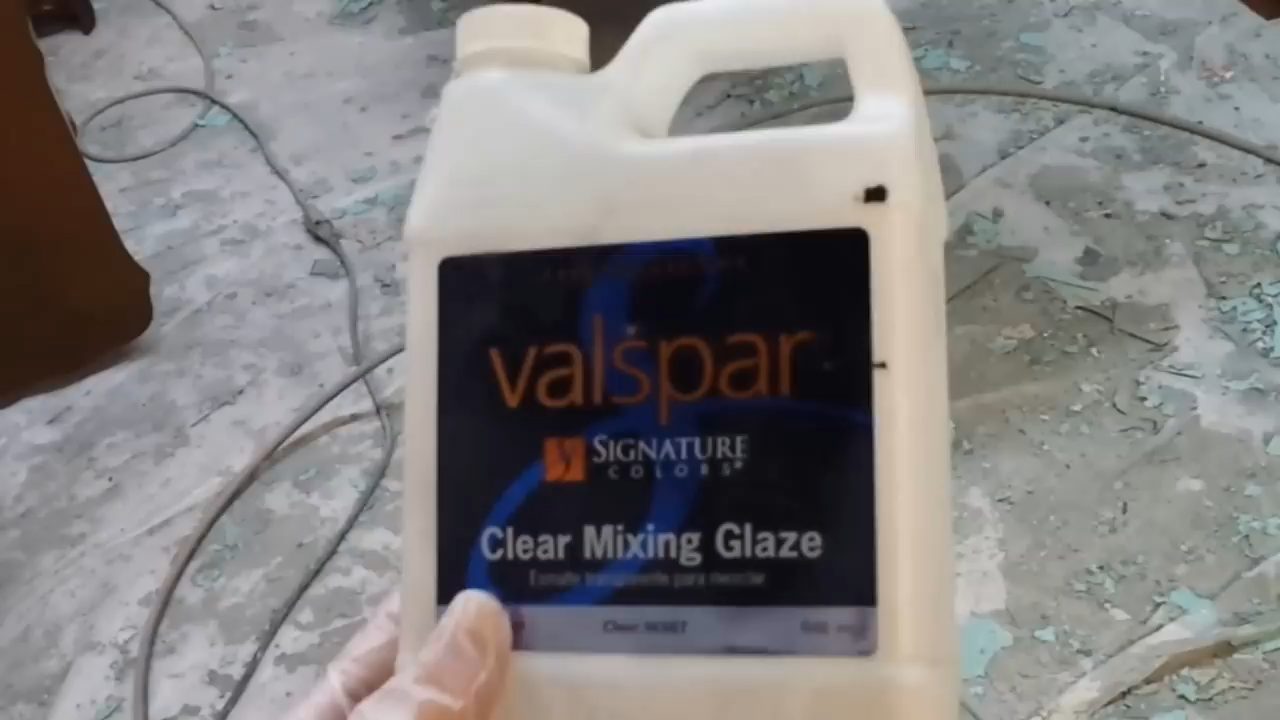 valspar
SIGNATURE
COLORS®
Clear Mixing Glaze
Esmalte transparente para mezclar